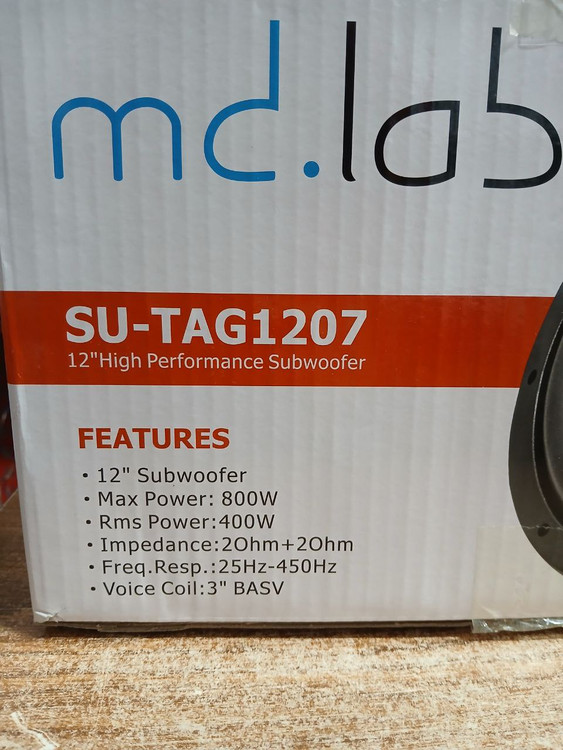 md.lab
SU-TAG1207
12"High Performance Subwoofer
FEATURES
• 12" Subwoofer
• Max Power: 800W
• Rms Power:400W
• Impedance:2Ohm+2Ohm
• Freq.Resp.:25Hz-450Hz
• Voice Coil:3" BASV